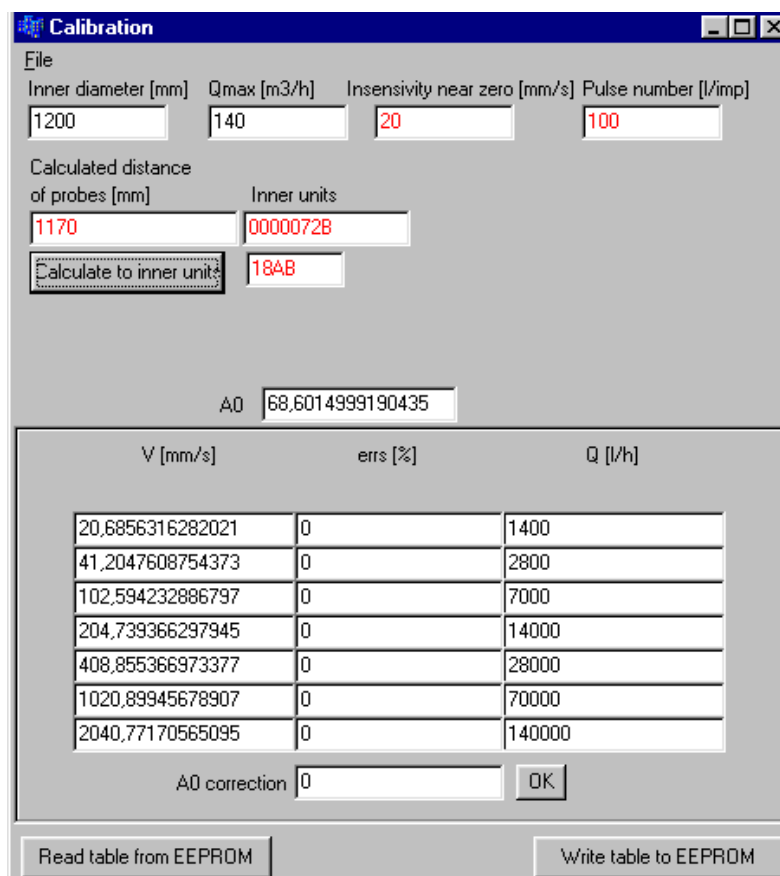 Calibration
File
Inner diameter [mm] Qmax [m3/h] Insensivity near zero [mm/s] Pulse number [l/imp]
1200 140 20 100
Calculated distance
of probes [mm] Inner units
1170 0000072B
Calculate to inner units 18AB
A0 68,6014999190435
V [mm/s] errs [%] Q [l/h]
20,6856316282021 0 1400
41,2047608754373 0 2800
102,594232886797 0 7000
204,739366297945 0 14000
408,855366973377 0 28000
1020,89945678907 0 70000
2040,77170565095 0 140000
A0 correction 0 OK
Read table from EEPROM Write table to EEPROM